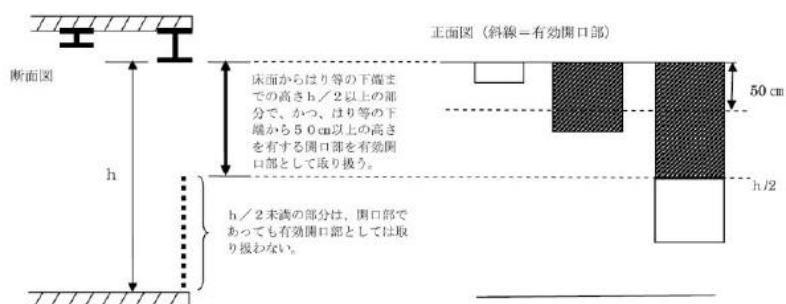 正面図（斜線＝有効開口部）
断面図
床面からはり等の下端ま
での高さｈ／2以上の部
分で、かつ、はり等の下
端から５０㎝以上の高さ
を有する開口部を有効開
口部として取り扱う。
50 cm
h
h/2
ｈ／2未満の部分は、開口部で
あっても有効開口部としては取
り扱わない。